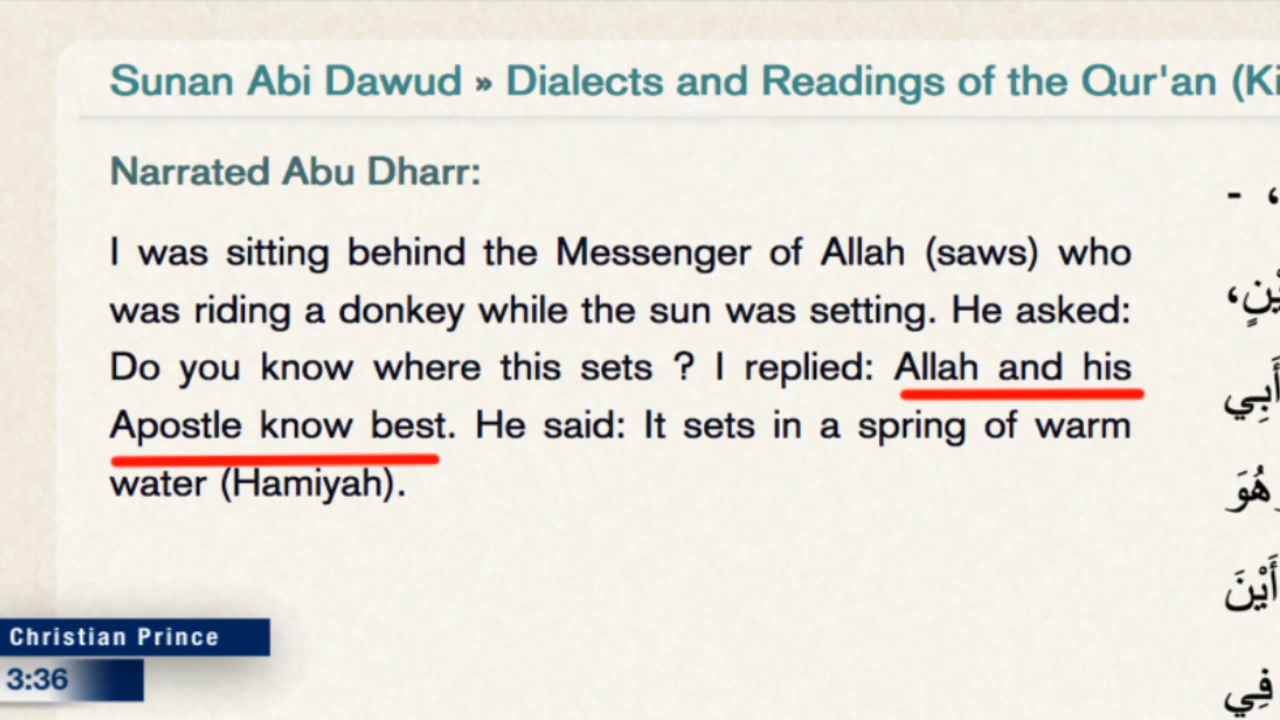 Sunan Abi Dawud » Dialects and Readings of the Qur'an (Ki
Narrated Abu Dharr:
I was sitting behind the Messenger of Allah (saws) who
was riding a donkey while the sun was setting. He asked:
Do you know where this sets ? I replied: Allah and his
Apostle know best. He said: It sets in a spring of warm
water (Hamiyah).
، -
أَبِي
أَيْنَ
فِي
Christian Prince
3:36